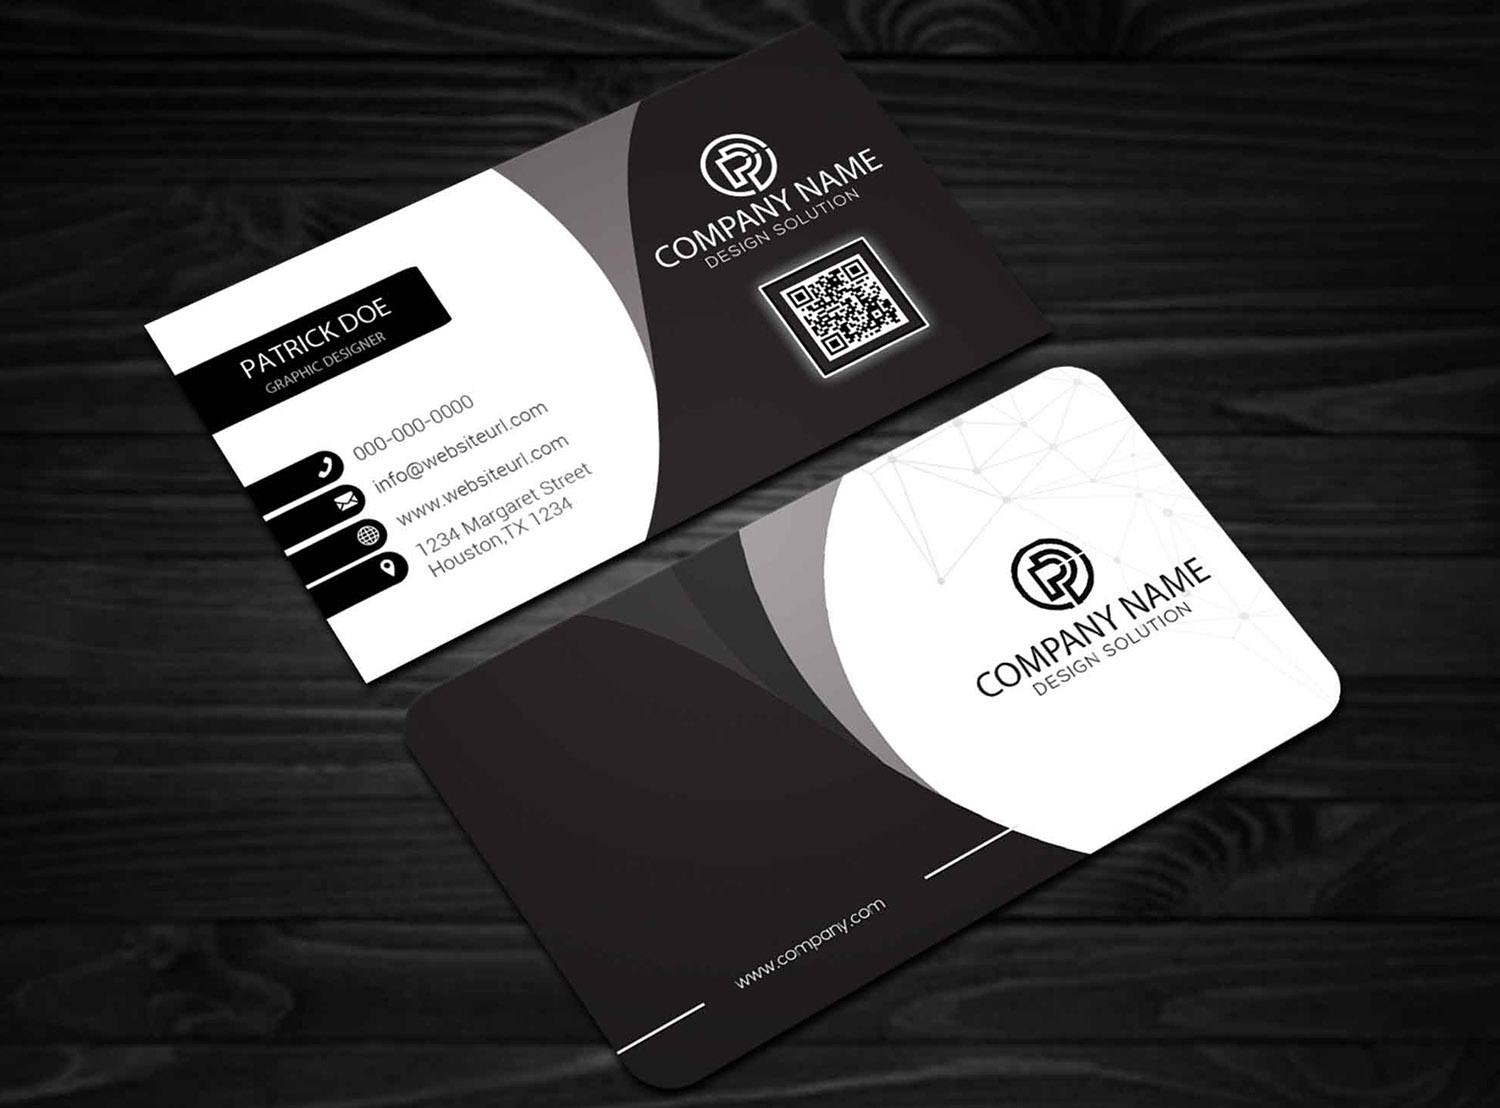 COMPANY NAME
DESIGN SOLUTION
PATRICK DOE
GRAPHIC DESIGNER
000-000-0000
info@websiteurl.com
www.websiteurl.com
1234 Margaret Street
Houston,TX 1234
COMPANY NAME
DESIGN SOLUTION
www.company.com